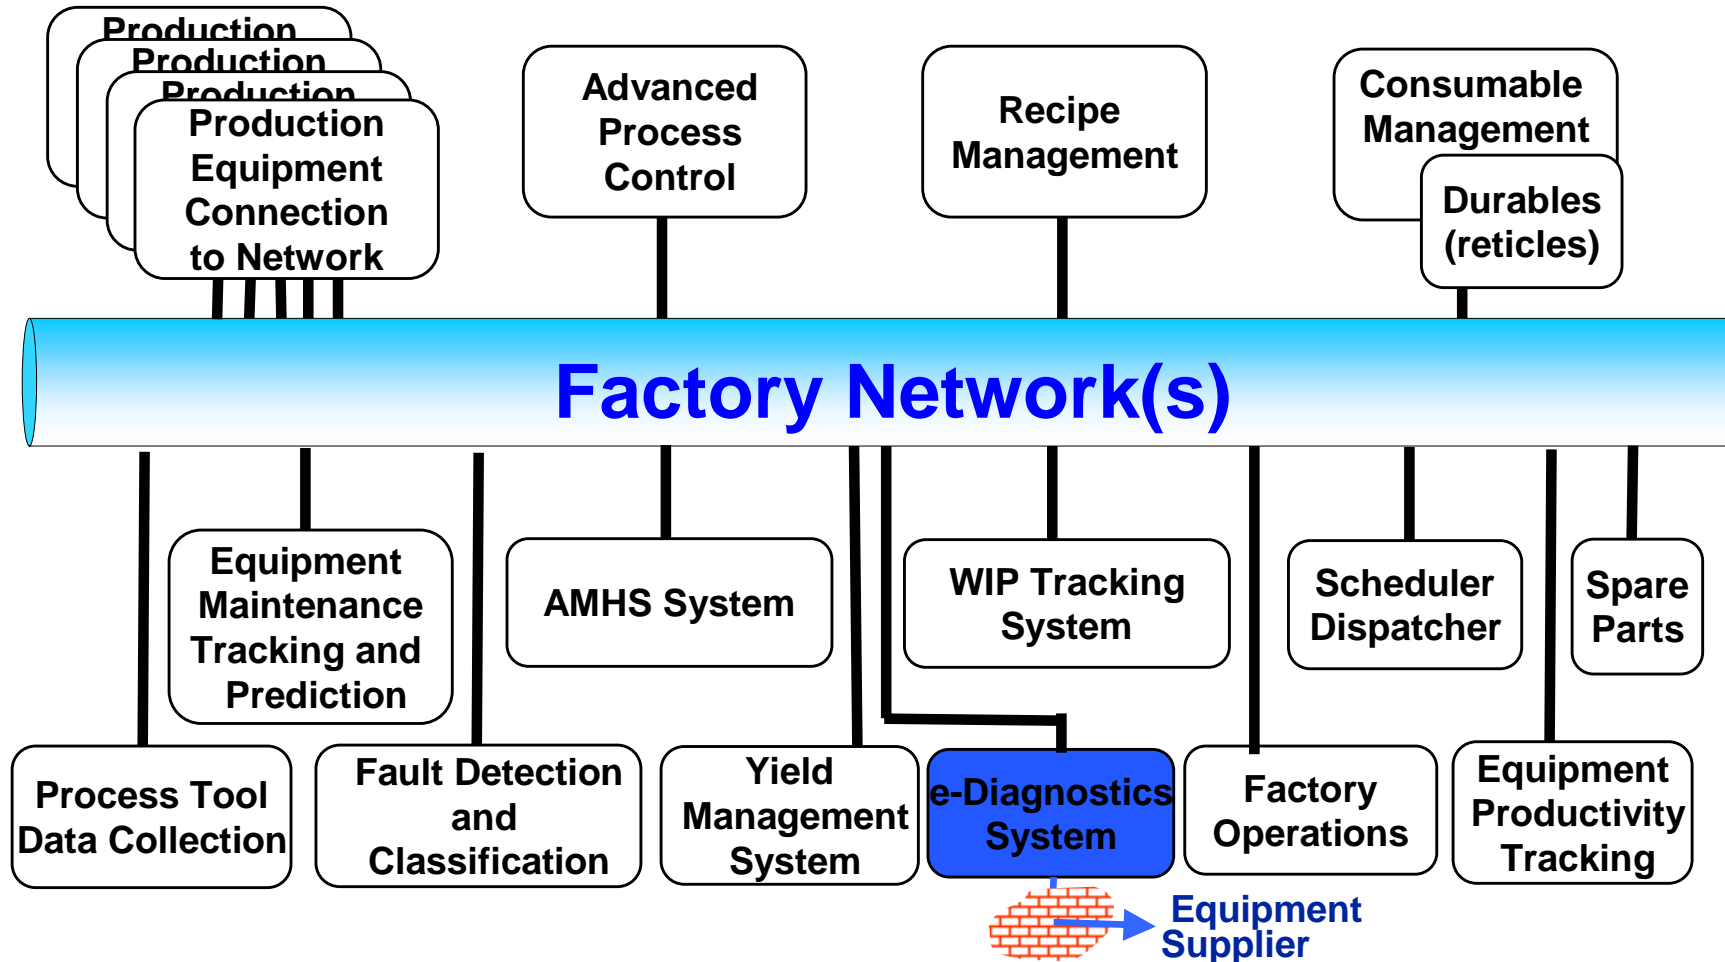 Production
Production
Production
Production
Equipment
Connection
to Network
Advanced
Process
Control
Recipe
Management
Consumable
Management
Durables
(reticles)
Factory Network(s)
Equipment
Maintenance
Tracking and
Prediction
AMHS System
WIP Tracking
System
Scheduler
Dispatcher
Spare
Parts
Process Tool
Data Collection
Fault Detection
and
Classification
Yield
Management
System
e-Diagnostics
System
Factory
Operations
Equipment
Productivity
Tracking
Equipment
Supplier